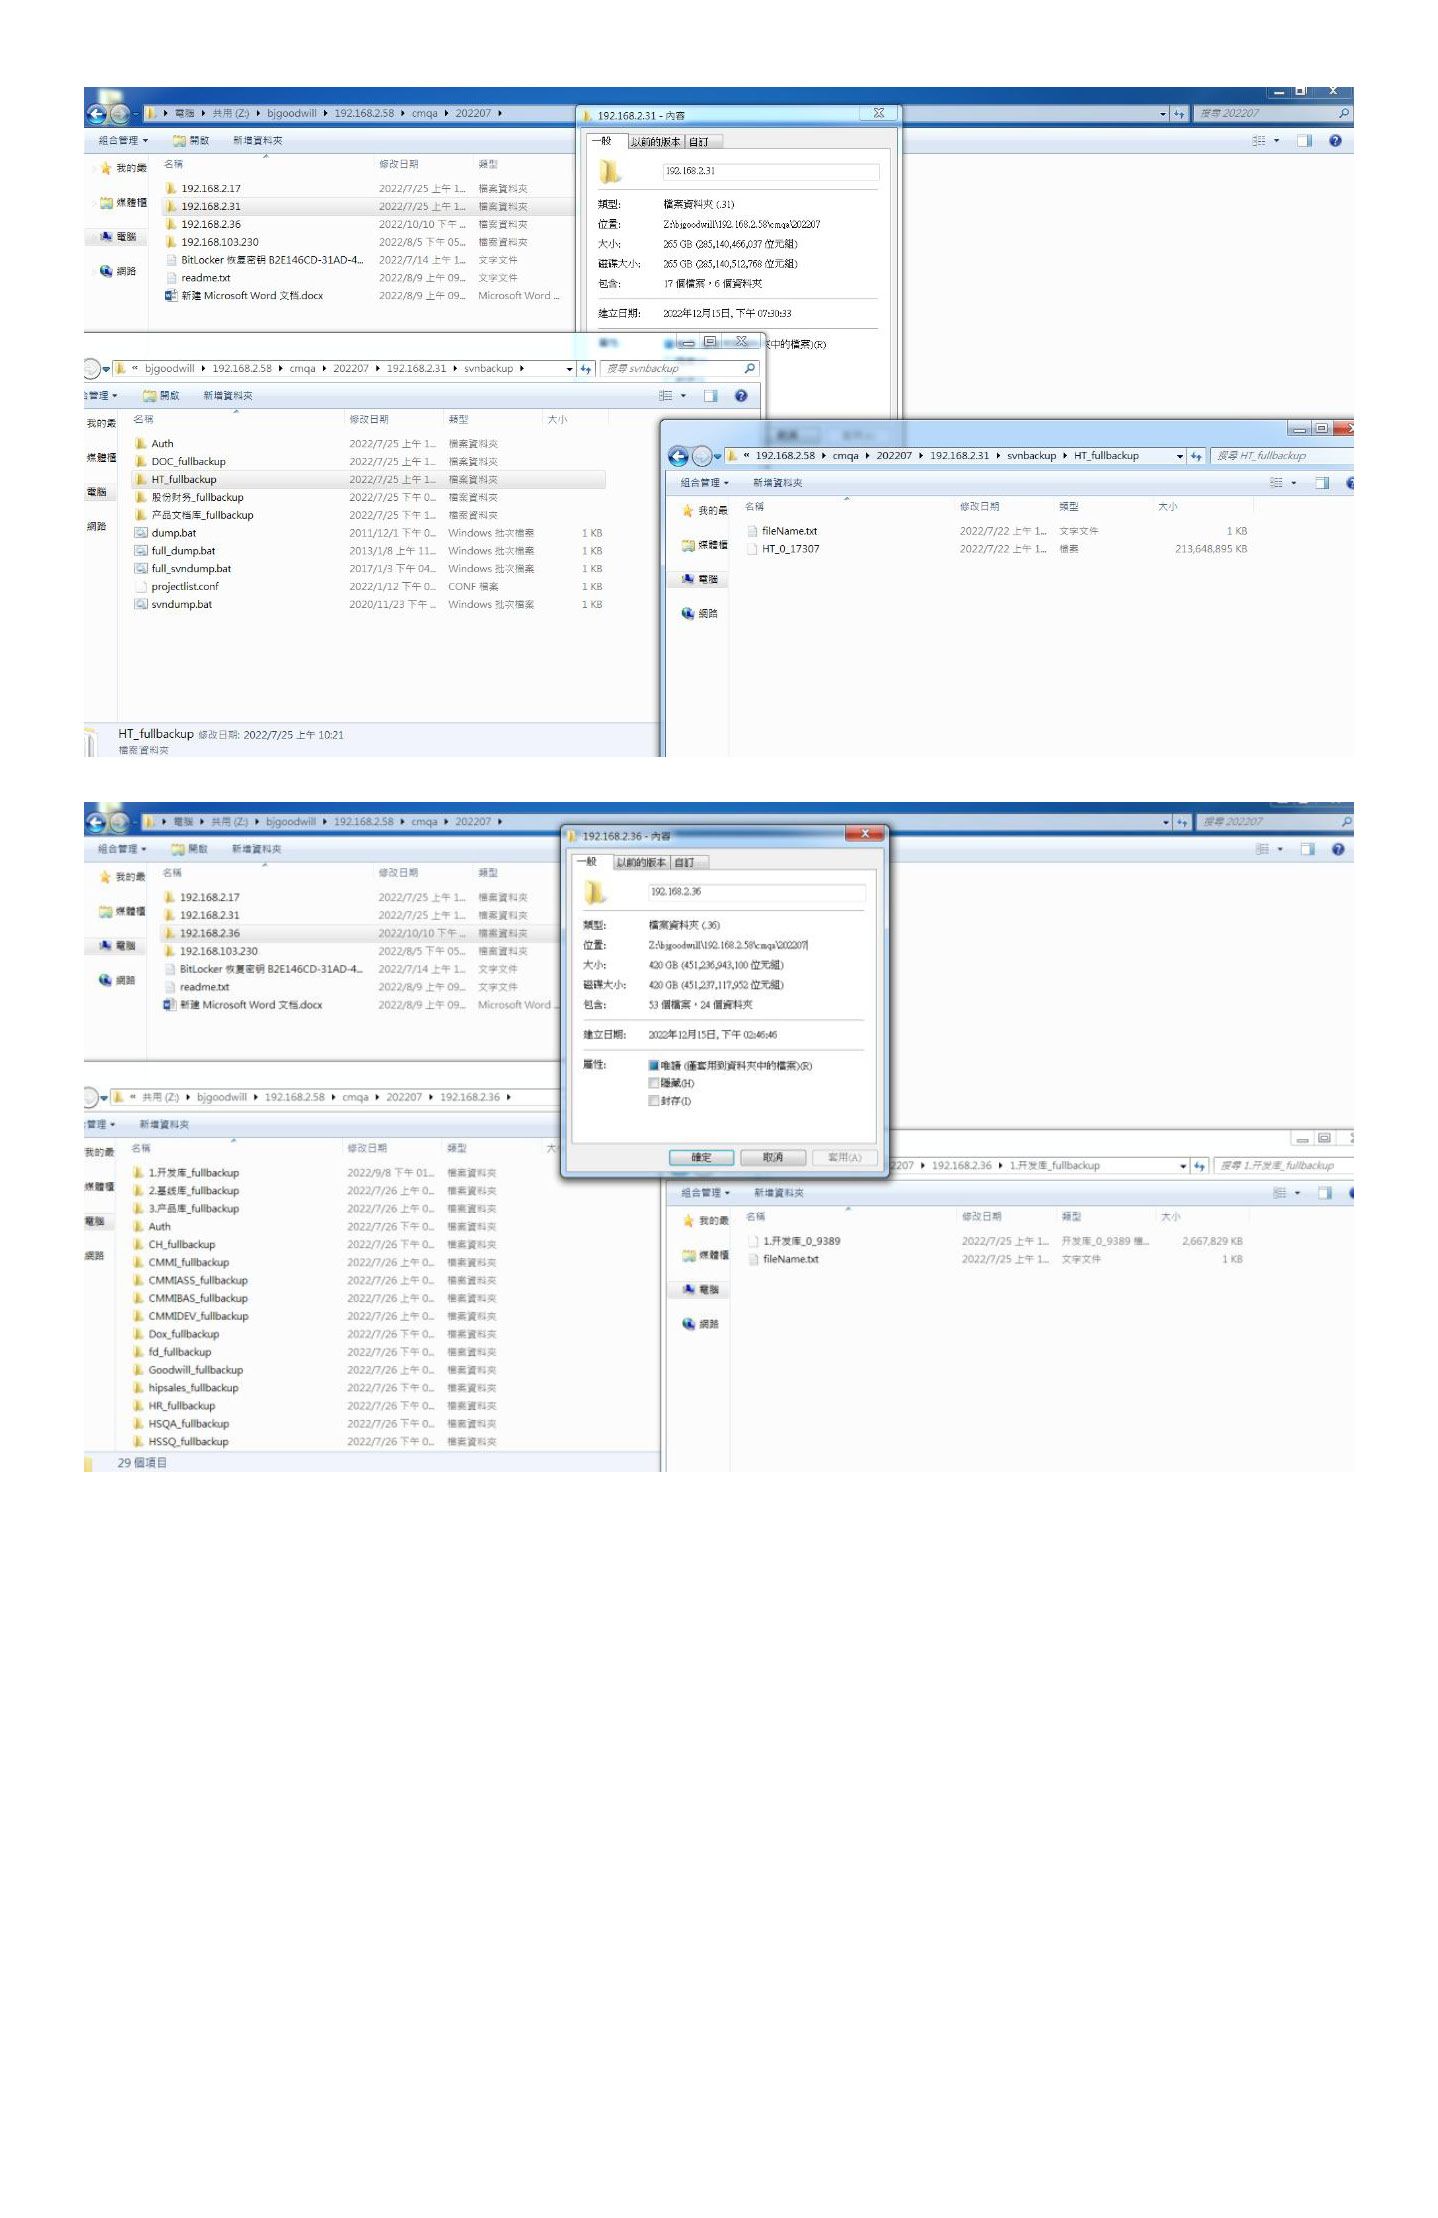 電腦 ▸ 共用 (Z:) ▸ bjgoodwill ▸ 192.168.2.58 ▸ cmqa ▸ 202207 ▸
搜尋 202207
組合管理 開啟 新增資料夾
我的最
媒體櫃
電腦
網路
名稱 修改日期 類型
192.168.2.17 2022/7/25 上午 1... 檔案資料夾
192.168.2.31 2022/7/25 上午 1... 檔案資料夾
192.168.2.36 2022/10/10 下午 ... 檔案資料夾
192.168.103.230 2022/8/5 下午 05... 檔案資料夾
BitLocker 恢复密钥 B2E146CD-31AD-4... 2022/7/14 上午 1... 文字文件
readme.txt 2022/8/9 上午 09... 文字文件
新建 Microsoft Word 文档.docx 2022/8/9 上午 09... Microsoft Word ...
192.168.2.31 - 內容
一般 以前的版本 自訂
192.168.2.31
類型: 檔案資料夾 (.31)
位置: Z:\bjgoodwill\192.168.2.58\cmqa\202207
大小: 265 GB (285,140,466,037 位元組)
磁碟大小: 265 GB (285,140,512,768 位元組)
包含: 17 個檔案，6 個資料夾
建立日期: 2022年12月15日, 下午 07:30:33
夾中的檔案)(R)
« bjgoodwill ▸ 192.168.2.58 ▸ cmqa ▸ 202207 ▸ 192.168.2.31 ▸ svnbackup ▸
搜尋 svnbackup
合管理 開啟 新增資料夾
我的最
媒體櫃
電腦
網路
名稱 修改日期 類型 大小
Auth 2022/7/25 上午 1... 檔案資料夾
DOC_fullbackup 2022/7/25 上午 1... 檔案資料夾
HT_fullbackup 2022/7/25 上午 1... 檔案資料夾
股份财务_fullbackup 2022/7/25 下午 0... 檔案資料夾
产品文档库_fullbackup 2022/7/25 下午 1... 檔案資料夾
dump.bat 2011/12/1 下午 0... Windows 批次檔案 1 KB
full_dump.bat 2013/1/8 上午 11... Windows 批次檔案 1 KB
full_svndump.bat 2017/1/3 下午 04... Windows 批次檔案 1 KB
projectlist.conf 2022/1/12 下午 0... CONF 檔案 1 KB
svndump.bat 2020/11/23 下午 ... Windows 批次檔案 1 KB
HT_fullbackup 修改日期: 2022/7/25 上午 10:21
檔案資料夾
« 192.168.2.58 ▸ cmqa ▸ 202207 ▸ 192.168.2.31 ▸ svnbackup ▸ HT_fullbackup
搜尋 HT_fullbackup
組合管理 新增資料夾
我的最
媒體櫃
電腦
網路
名稱 修改日期 類型 大小
fileName.txt 2022/7/22 上午 1... 文字文件 1 KB
HT_0_17307 2022/7/22 上午 1... 檔案 213,648,895 KB
電腦 ▸ 共用 (Z:) ▸ bjgoodwill ▸ 192.168.2.58 ▸ cmqa ▸ 202207 ▸
搜尋 202207
組合管理 開啟 新增資料夾
我的最
媒體櫃
電腦
網路
名稱 修改日期 類型
192.168.2.17 2022/7/25 上午 1... 檔案資料夾
192.168.2.31 2022/7/25 上午 1... 檔案資料夾
192.168.2.36 2022/10/10 下午 ... 檔案資料夾
192.168.103.230 2022/8/5 下午 05... 檔案資料夾
BitLocker 恢复密钥 B2E146CD-31AD-4... 2022/7/14 上午 1... 文字文件
readme.txt 2022/8/9 上午 09... 文字文件
新建 Microsoft Word 文档.docx 2022/8/9 上午 09... Microsoft Word
192.168.2.36 - 內容
一般 以前的版本 自訂
192.168.2.36
類型: 檔案資料夾 (.36)
位置: Z:\bjgoodwill\192.168.2.58\cmqa\202207
大小: 420 GB (451,236,943,100 位元組)
磁碟大小: 420 GB (451,237,117,952 位元組)
包含: 53 個檔案，24 個資料夾
建立日期: 2022年12月15日, 下午 02:46:46
屬性: 唯讀 (僅套用到資料夾中的檔案)(R)
隱藏(H)
封存(I)
確定 取消 套用(A)
« 共用 (Z:) ▸ bjgoodwill ▸ 192.168.2.58 ▸ cmqa ▸ 202207 ▸ 192.168.2.36 ▸
管理 新增資料夾
我的最
媒體櫃
電腦
網路
名稱 修改日期 類型 大
1.开发库_fullbackup 2022/9/8 下午 01... 檔案資料夾
2.基线库_fullbackup 2022/7/26 上午 0... 檔案資料夾
3.产品库_fullbackup 2022/7/26 上午 0... 檔案資料夾
Auth 2022/7/26 下午 0... 檔案資料夾
CH_fullbackup 2022/7/26 上午 0... 檔案資料夾
CMMI_fullbackup 2022/7/26 下午 0... 檔案資料夾
CMMIASS_fullbackup 2022/7/26 上午 0... 檔案資料夾
CMMIBAS_fullbackup 2022/7/26 上午 0... 檔案資料夾
CMMIDEV_fullbackup 2022/7/26 上午 0... 檔案資料夾
Dox_fullbackup 2022/7/26 下午 0... 檔案資料夾
fd_fullbackup 2022/7/26 下午 0... 檔案資料夾
Goodwill_fullbackup 2022/7/26 上午 0... 檔案資料夾
hipsales_fullbackup 2022/7/26 下午 0... 檔案資料夾
HR_fullbackup 2022/7/26 下午 0... 檔案資料夾
HSQA_fullbackup 2022/7/26 下午 0... 檔案資料夾
HSSQ_fullbackup 2022/7/26 下午 0... 檔案資料夾
29 個項目
2207 ▸ 192.168.2.36 ▸ 1.开发库_fullbackup
搜尋 1.开发库_fullbackup
組合管理 新增資料夾
我的最
媒體櫃
電腦
網路
名稱 修改日期 類型 大小
1.开发库_0_9389 2022/7/25 上午 1... 开发库_0_9389 檔... 2,667,829 KB
fileName.txt 2022/7/25 上午 1... 文字文件 1 KB